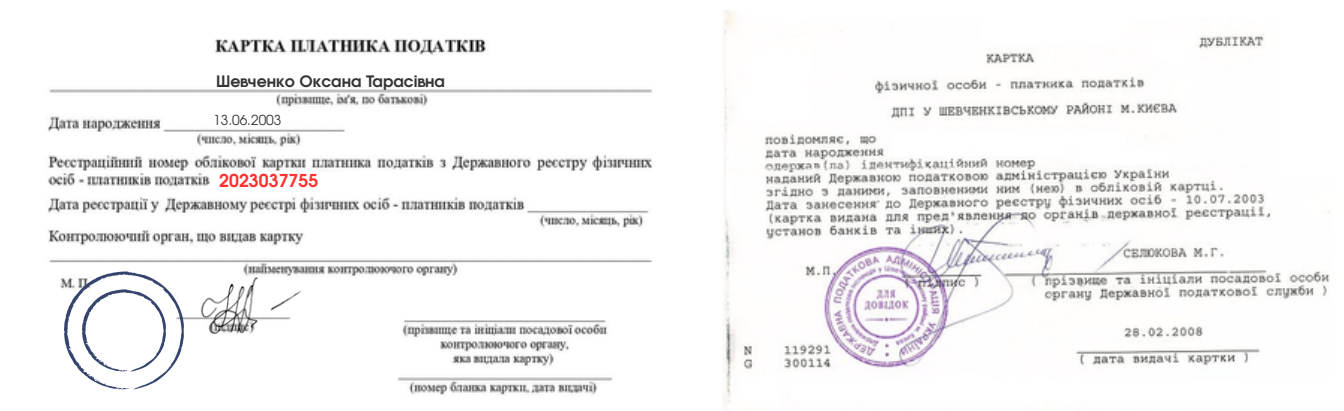 КАРТКА ПЛАТНИКА ПОДАТКІВ
Шевченко Оксана Тарасівна
(прізвище, ім'я, по батькові)
Дата народження 13.06.2003
(число, місяць, рік)
Реєстраційний номер облікової картки платника податків з Державного реєстру фізичних
осіб - платників податків 2023037755
Дата реєстрації у Державному реєстрі фізичних осіб - платників податків
(число, місяць, рік)
Контролюючий орган, що видав картку
(найменування контролюючого органу)
М. П.
(підпис)
(прізвище та ініціали посадової особи
контролюючого органу,
яка видала картку)
(номер бланка картки, дата видачі)
ДУБЛІКАТ
КАРТКА
фізичної особи - платника податків
ДПІ У ШЕВЧЕНКІВСЬКОМУ РАЙОНІ М.КИЄВА
повідомляє, що
дата народження
одержав(ла) ідентифікаційний номер
наданий Державною податковою адміністрацією України
згідно з даними, заповненими ним (нею) в обліковій картці.
Дата занесення до Державного реєстру фізичних осіб - 10.07.2003
(картка видана для пред'явлення до органів державної реєстрації,
установ банків та інших).
СЕЛЮКОВА М.Г.
М.П.
( підпис )
( прізвище та ініціали посадової особи
органу Державної податкової служби )
ДЕРЖАВНА ПОДАТКОВА АДМІНІСТРАЦІЯ УКРАЇНИ
ДЛЯ
ДОВІДОК
28.02.2008
( дата видачі картки )
N 119291
G 300114